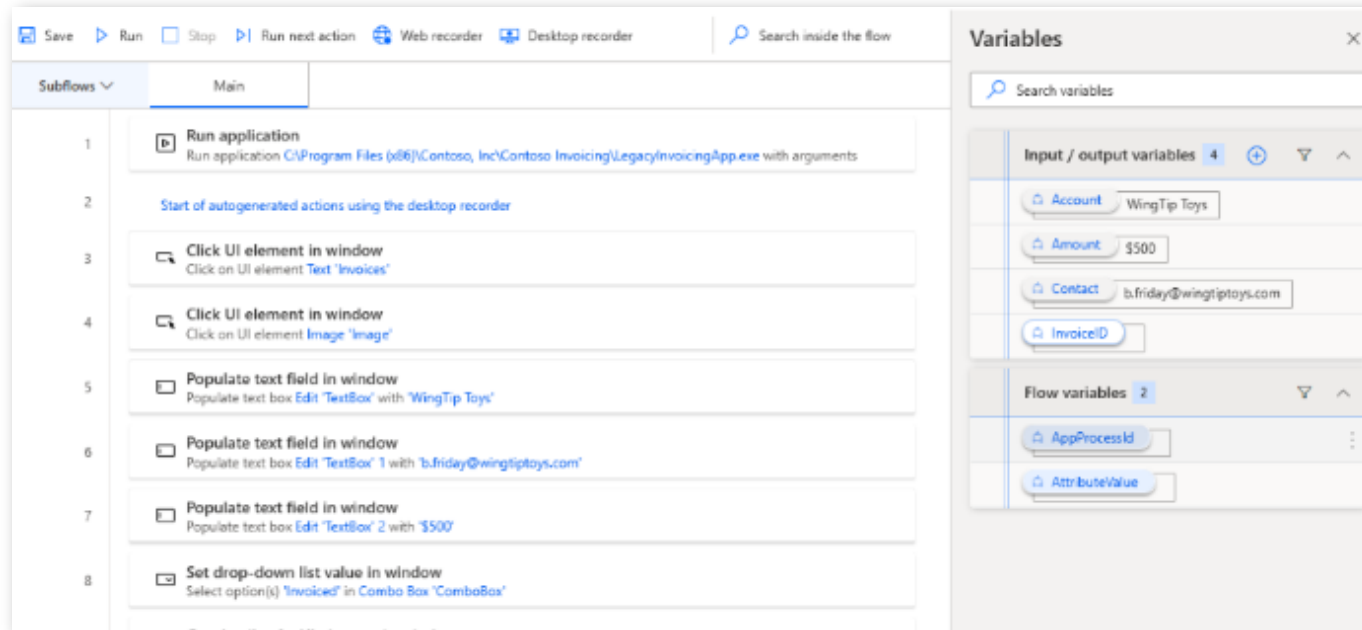 Save Run Stop Run next action Web recorder Desktop recorder Search inside the flow
Subflows Main
1 Run application
Run application C:\Program Files (x86)\Contoso, Inc\Contoso Invoicing\LegacyInvoicingApp.exe with arguments
2 Start of autogenerated actions using the desktop recorder
3 Click UI element in window
Click on UI element Text 'Invoices'
4 Click UI element in window
Click on UI element Image 'Image'
5 Populate text field in window
Populate text box Edit 'TextBox' with 'WingTip Toys'
6 Populate text field in window
Populate text box Edit 'TextBox' 1 with 'b.friday@wingtiptoys.com'
7 Populate text field in window
Populate text box Edit 'TextBox' 2 with '$500'
8 Set drop-down list value in window
Select option(s) 'Invoiced' in Combo Box 'ComboBox'
Variables
Search variables
Input / output variables 4
Account WingTip Toys
Amount $500
Contact b.friday@wingtiptoys.com
InvoiceID
Flow variables 2
AppProcessId
AttributeValue